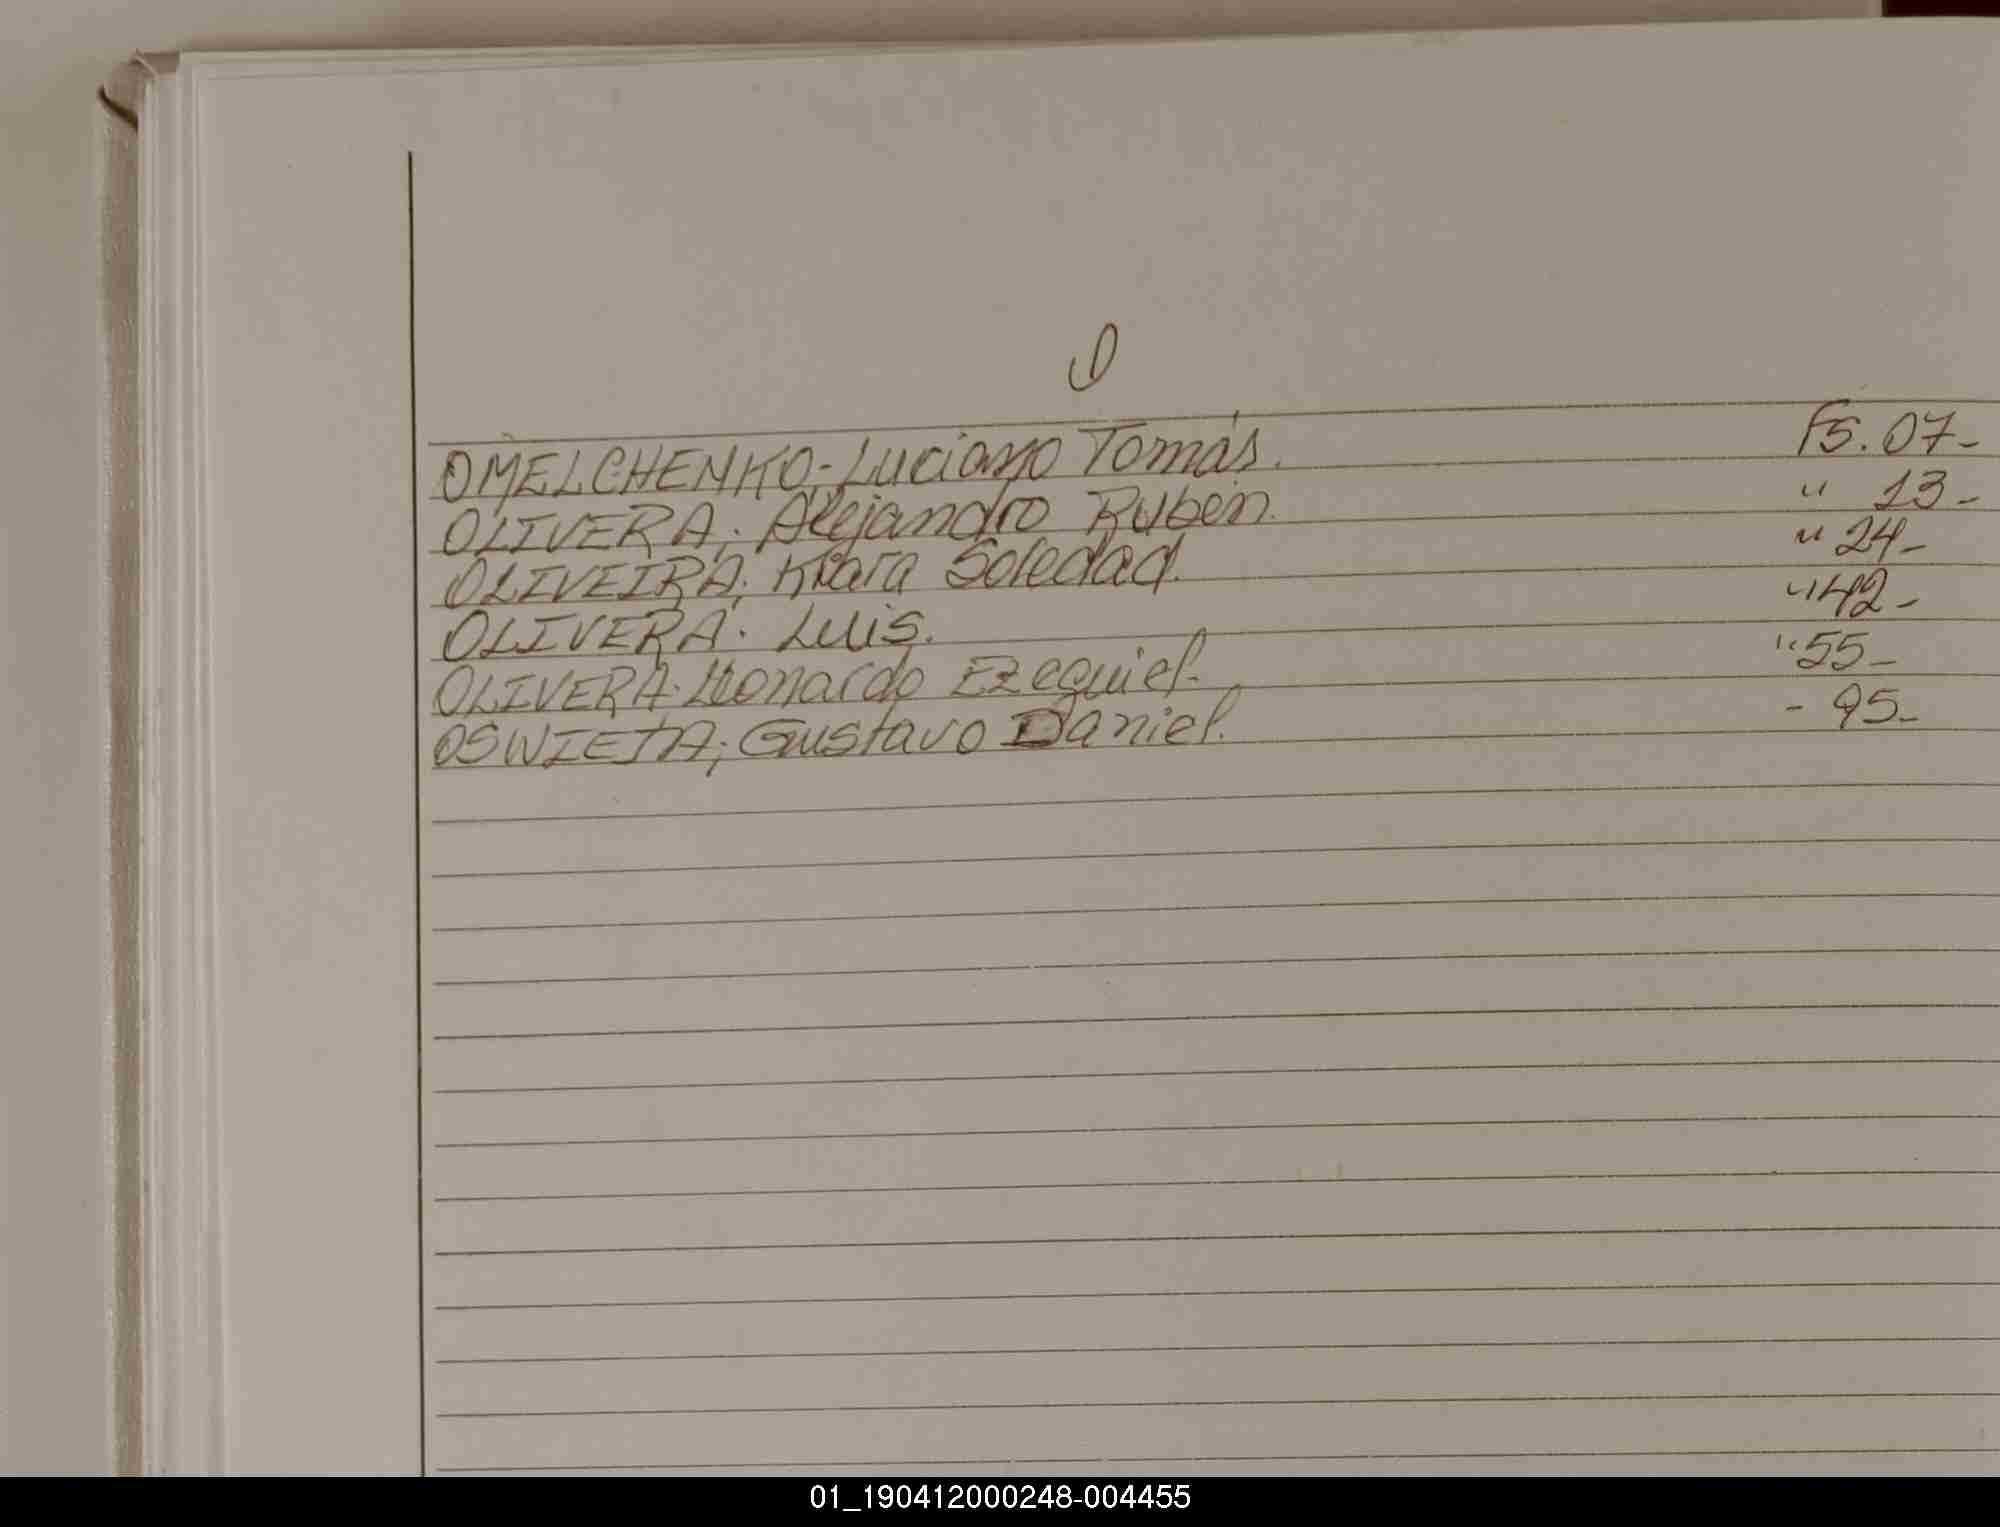 O
OMELCHENKO; Luciano Tomás. Fs. 07-
OLIVERA; Alejandro Rubén. " 13-
OLIVEIRA; Kiara Soledad. " 24-
OLIVERA. Luis. " 42-
OLIVERA. Leonardo Ezequiel. " 55-
OSWIETA; Gustavo Daniel. - 95-
01_190412000248-004455